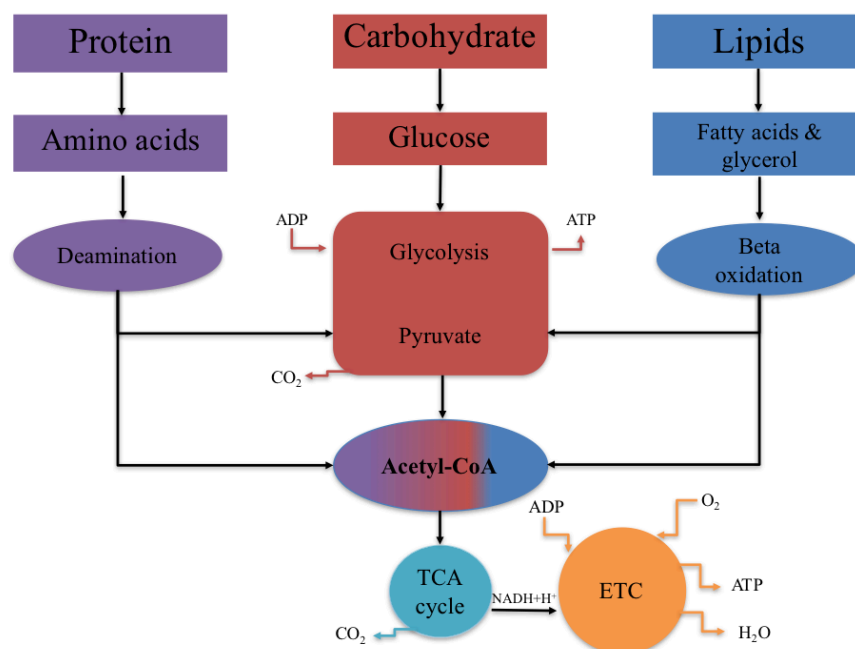 Protein
Carbohydrate
Lipids
Amino acids
Glucose
Fatty acids &
glycerol
ADP
ATP
Deamination
Glycolysis
Beta
oxidation
Pyruvate
CO₂
Acetyl-CoA
ADP
O₂
TCA
cycle
NADH+H⁺
ETC
ATP
CO₂
H₂O